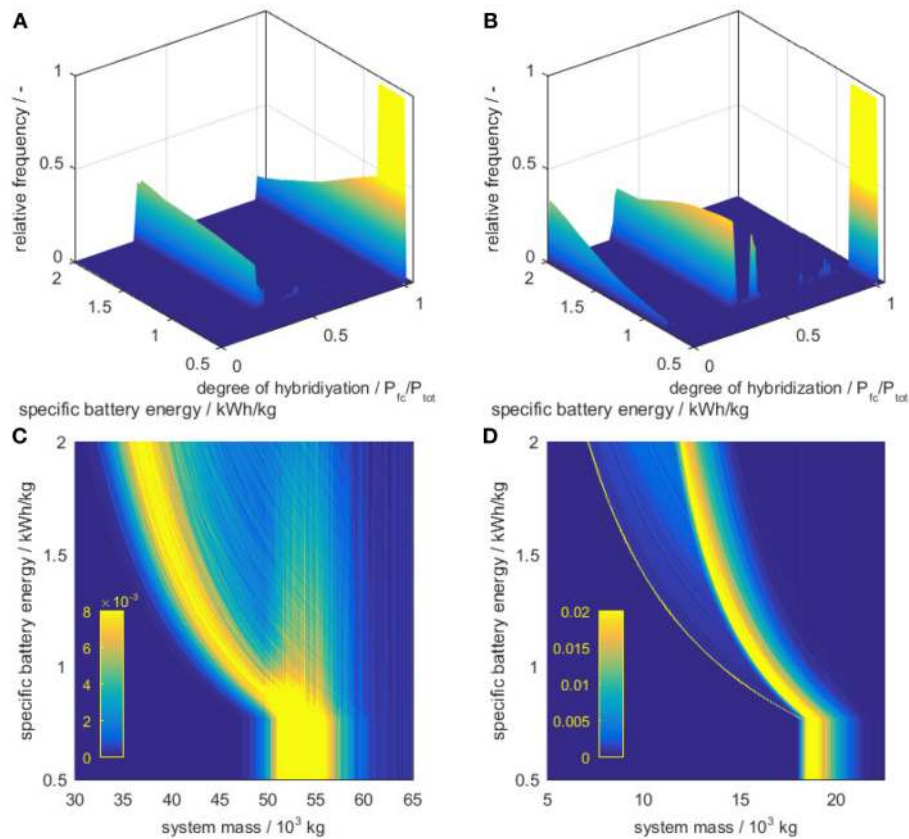 A
B
relative frequency / -
1
0.5
0
2
1.5
1
0.5
0
0.5
1
degree of hybridiyation / P_fc/P_tot
specific battery energy / kWh/kg
relative frequency / -
1
0.5
0
2
1.5
1
0.5
0
0.5
1
degree of hybridization / P_fc/P_tot
specific battery energy / kWh/kg
C
specific battery energy / kWh/kg
2
1.5
1
0.5
8 × 10⁻³
6
4
2
0
30 35 40 45 50 55 60 65
system mass / 10³ kg
D
specific battery energy / kWh/kg
2
1.5
1
0.5
0.02
0.015
0.01
0.005
0
5 10 15 20
system mass / 10³ kg